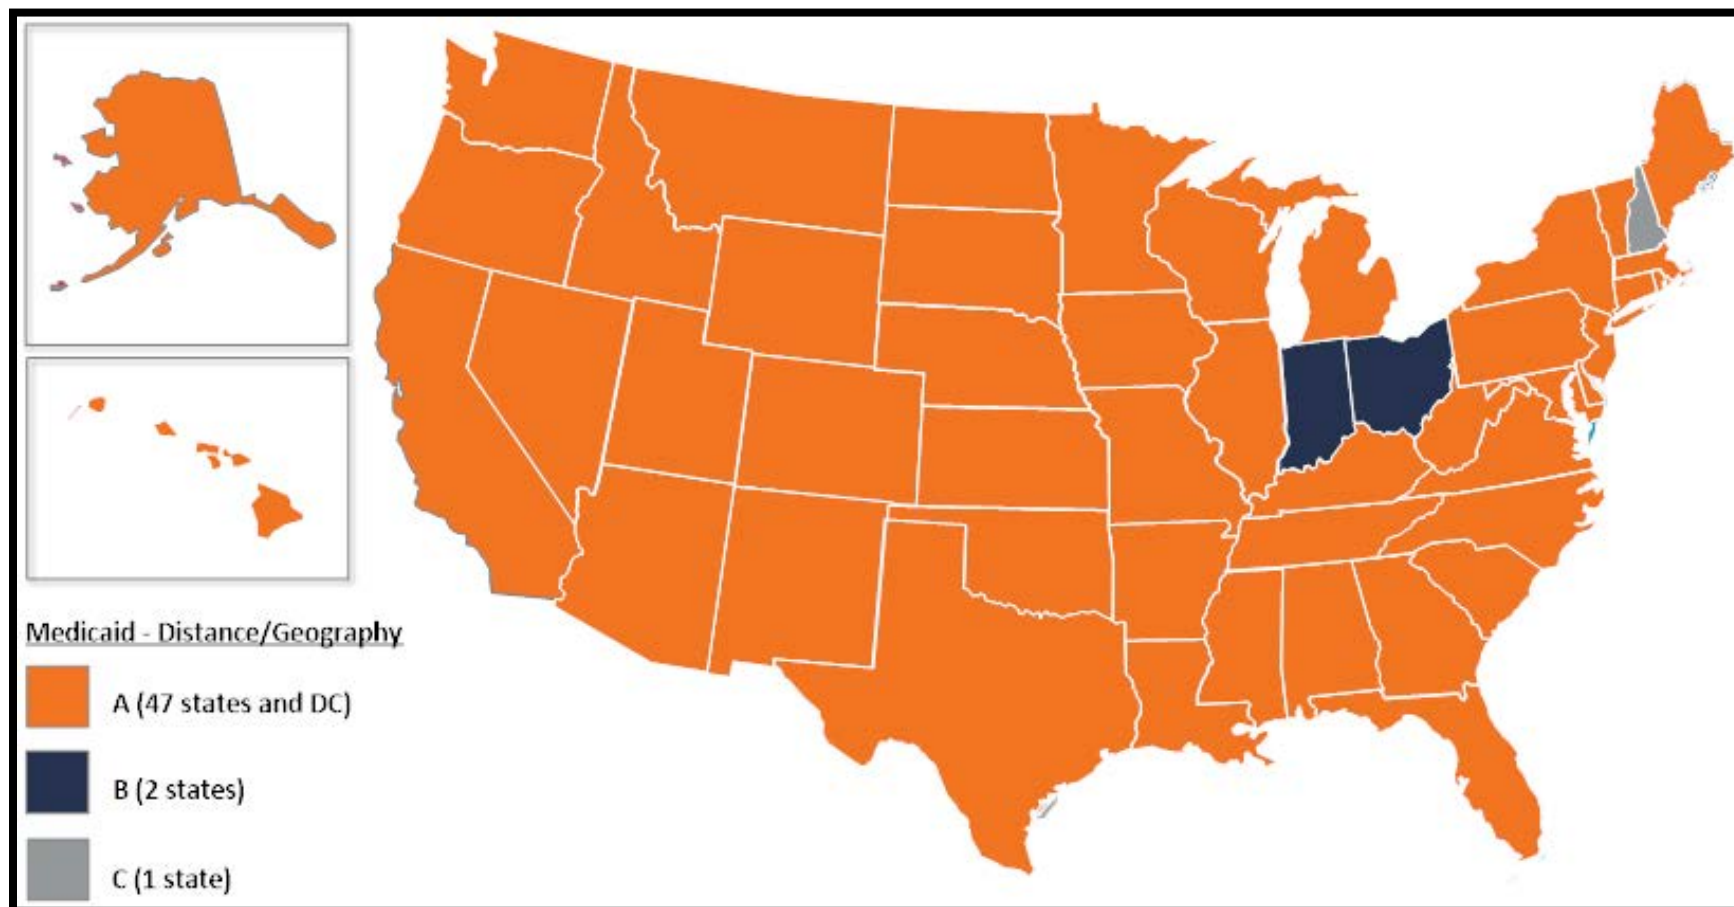 Medicaid - Distance/Geography
A (47 states and DC)
B (2 states)
C (1 state)